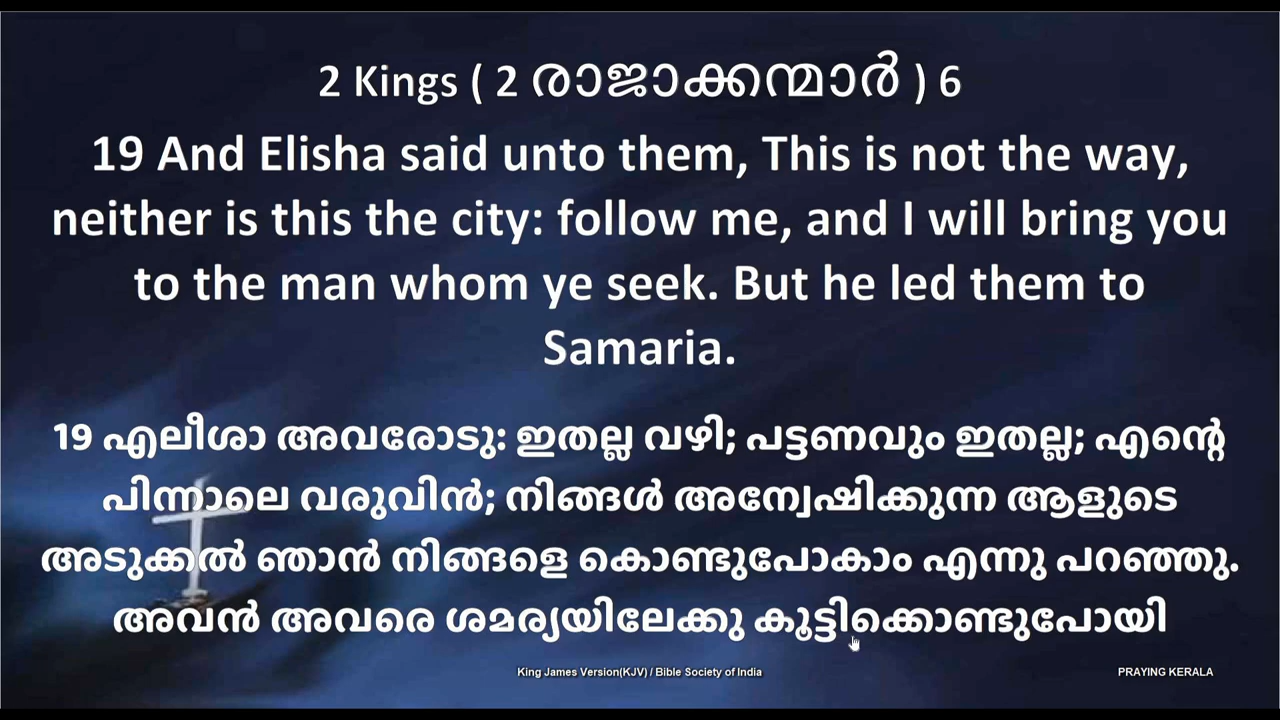 2 Kings ( 2 രാജാക്കന്മാർ ) 6
19 And Elisha said unto them, This is not the way,
neither is this the city: follow me, and I will bring you
to the man whom ye seek. But he led them to
Samaria.
19 എലീശാ അവരോടു: ഇതല്ല വഴി; പട്ടണവും ഇതല്ല; എന്റെ
പിന്നാലെ വരുവിൻ; നിങ്ങൾ അന്വേഷിക്കുന്ന ആളുടെ
അടുക്കൽ ഞാൻ നിങ്ങളെ കൊണ്ടുപോകാം എന്നു പറഞ്ഞു.
അവൻ അവരെ ശമര്യയിലേക്കു കൂട്ടിക്കൊണ്ടുപോയി
King James Version(KJV) / Bible Society of India
PRAYING KERALA